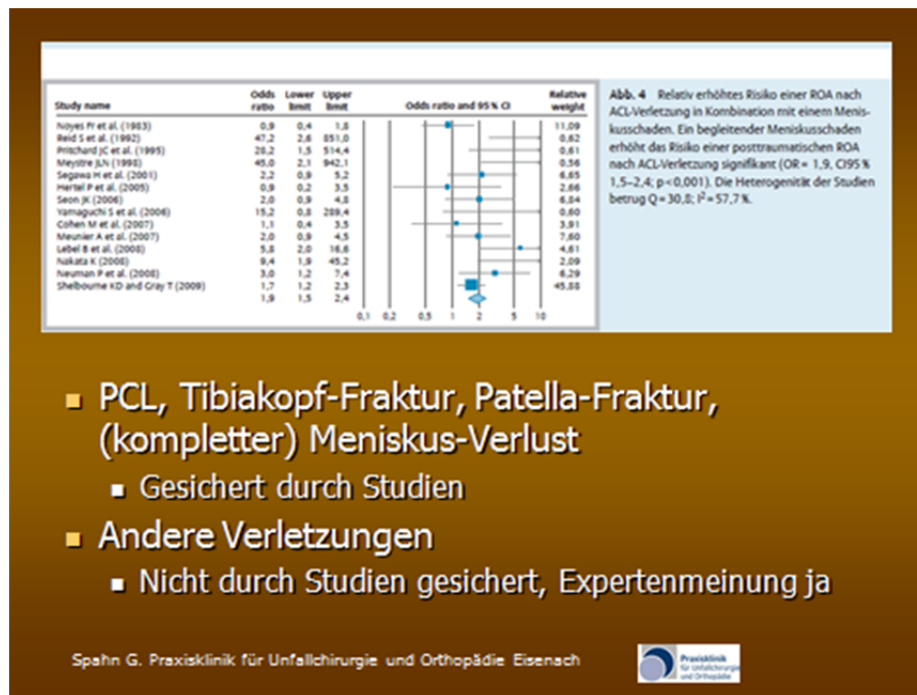 Study name Odds ratio Lower limit Upper limit Odds ratio and 95 % CI Relative weight
Noyes FF et al. (1983) 0,9 0,4 1,8 11,09
Reid S et al. (1992) 47,2 2,6 851,0 0,62
Pritchard JC et al. (1995) 28,2 1,5 514,4 0,61
Meystre JLN (1998) 45,0 2,1 942,1 0,56
Segawa H et al. (2001) 2,2 0,9 5,2 6,65
Hertel P et al. (2005) 0,9 0,2 3,5 2,66
Seon JK (2006) 2,0 0,9 4,8 6,84
Yamaguchi S et al. (2006) 15,2 0,8 289,4 0,60
Cohen M et al. (2007) 1,1 0,4 3,5 3,91
Meunier A et al. (2007) 2,0 0,9 4,5 7,60
Lebel B et al. (2008) 5,8 2,0 16,6 4,61
Nakata K (2008) 9,4 1,9 45,2 2,09
Neuman P et al. (2008) 3,0 1,2 7,4 6,29
Shelbourne KD and Gray T (2009) 1,7 1,2 2,3 45,88
1,9 1,5 2,4
0,1 0,2 0,5 1 2 5 10
Abb. 4 Relativ erhöhtes Risiko einer ROA nach
ACL-Verletzung in Kombination mit einem Menis-
kusschaden. Ein begleitender Meniskusschaden
erhöht das Risiko einer posttraumatischen ROA
nach ACL-Verletzung signifikant (OR = 1,9, CI95 %
1,5–2,4; p < 0,001). Die Heterogenität der Studien
betrug Q = 30,8; I² = 57,7 %.
PCL, Tibiakopf-Fraktur, Patella-Fraktur,
(kompletter) Meniskus-Verlust
Gesichert durch Studien
Andere Verletzungen
Nicht durch Studien gesichert, Expertenmeinung ja
Spahn G. Praxisklinik für Unfallchirurgie und Orthopädie Eisenach
Praxisklinik
für Unfallchirurgie
und Orthopädie